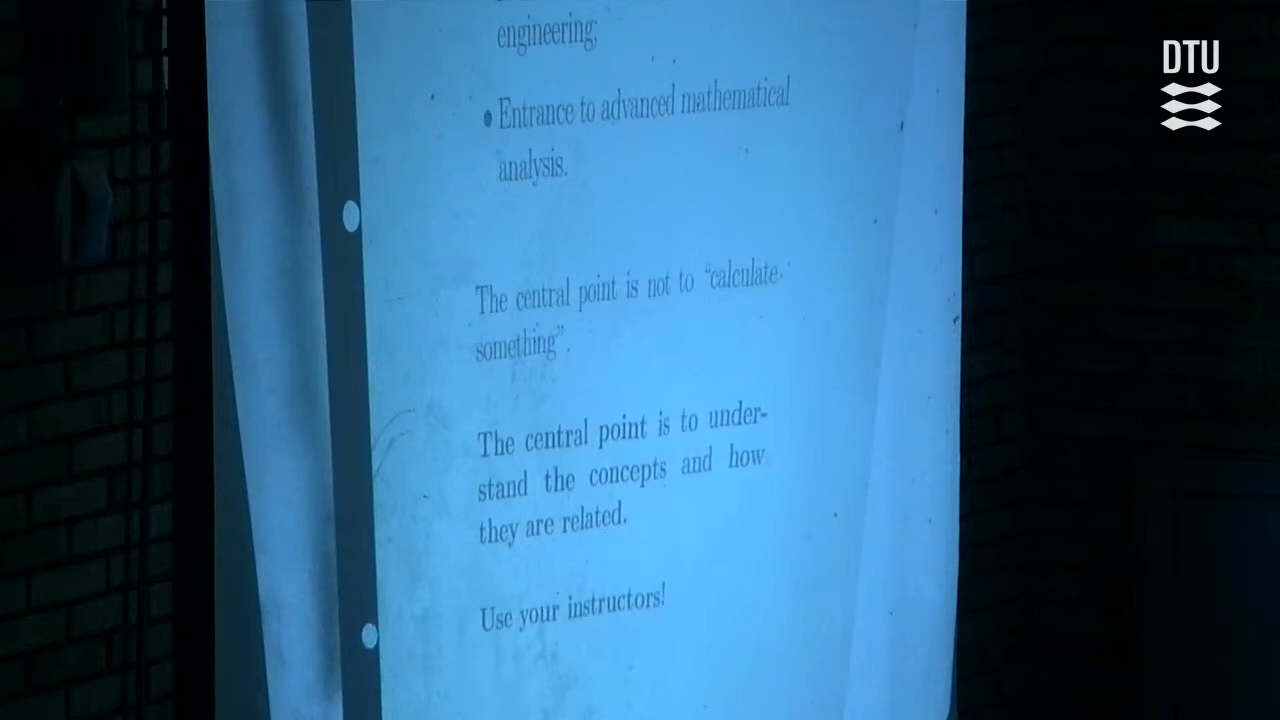 engineering;
• Entrance to advanced mathematical
analysis.
The central point is not to “calculate
something”.
The central point is to under-
stand the concepts and how
they are related.
Use your instructors!
DTU